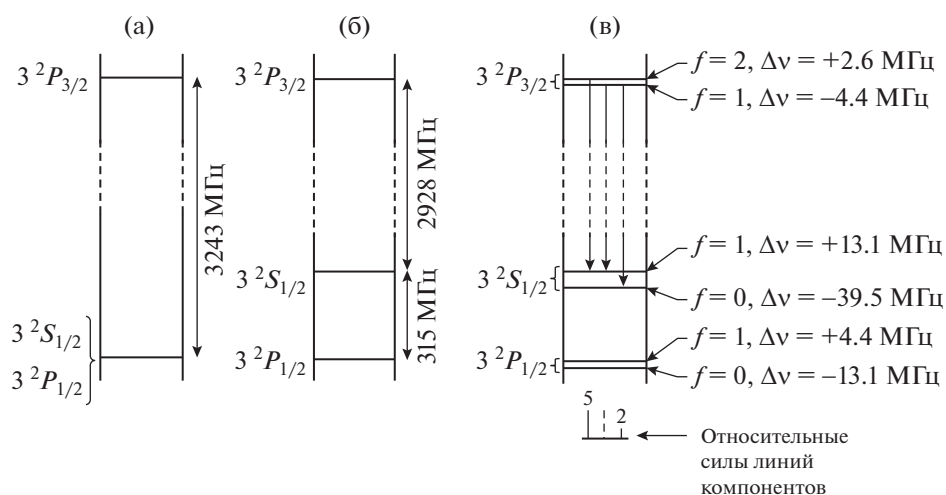 (а)
3 ²P₃/₂
3243 МГц
3 ²S₁/₂
3 ²P₁/₂
(б)
3 ²P₃/₂
2928 МГц
3 ²S₁/₂
315 МГц
3 ²P₁/₂
(в)
3 ²P₃/₂
f = 2, Δν = +2.6 МГц
f = 1, Δν = –4.4 МГц
3 ²S₁/₂
f = 1, Δν = +13.1 МГц
f = 0, Δν = –39.5 МГц
3 ²P₁/₂
f = 1, Δν = +4.4 МГц
f = 0, Δν = –13.1 МГц
5
2
Относительные
силы линий
компонентов